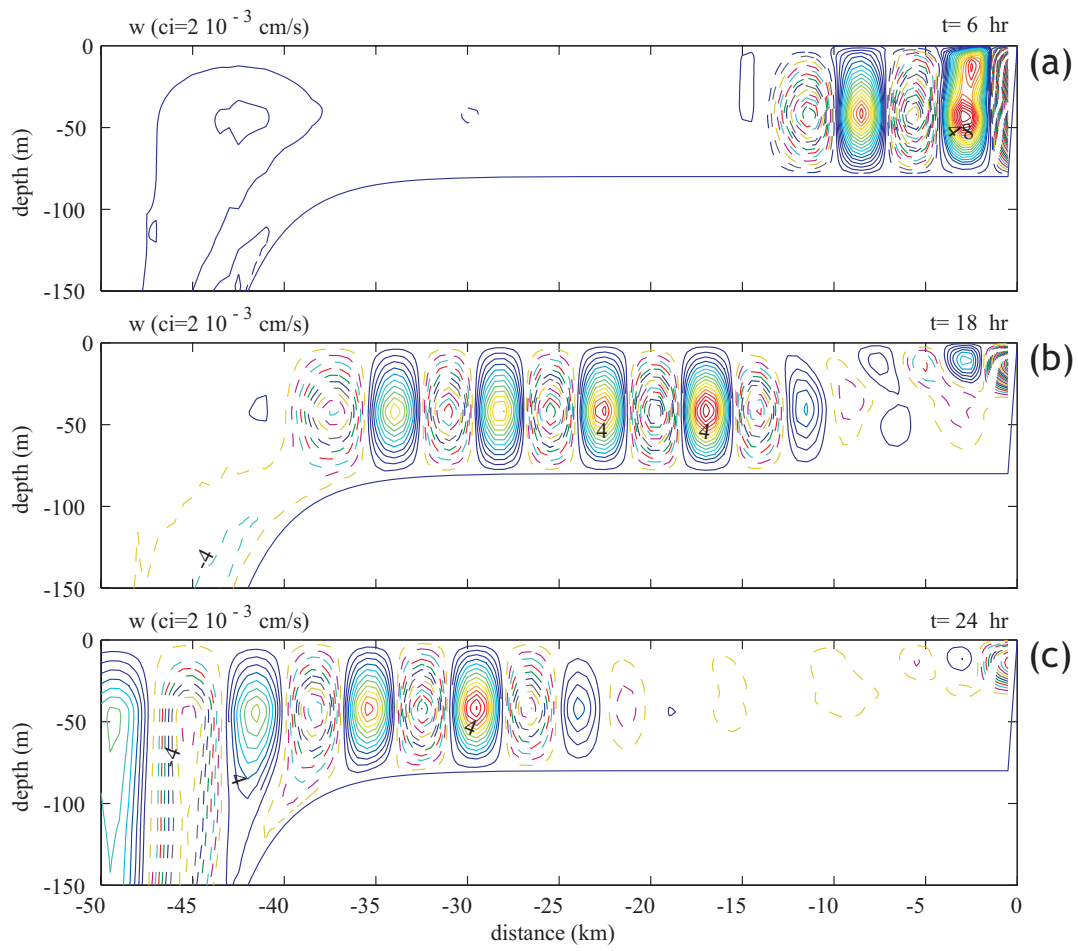 w (ci=2 10 -3 cm/s) t= 6 hr
(a)
0
-50
-100
-150
depth (m)
4
w (ci=2 10 -3 cm/s) t= 18 hr
(b)
0
-50
-100
-150
depth (m)
4
4
-4
w (ci=2 10 -3 cm/s) t= 24 hr
(c)
0
-50
-100
-150
depth (m)
4
-4
4
-50 -45 -40 -35 -30 -25 -20 -15 -10 -5 0
distance (km)